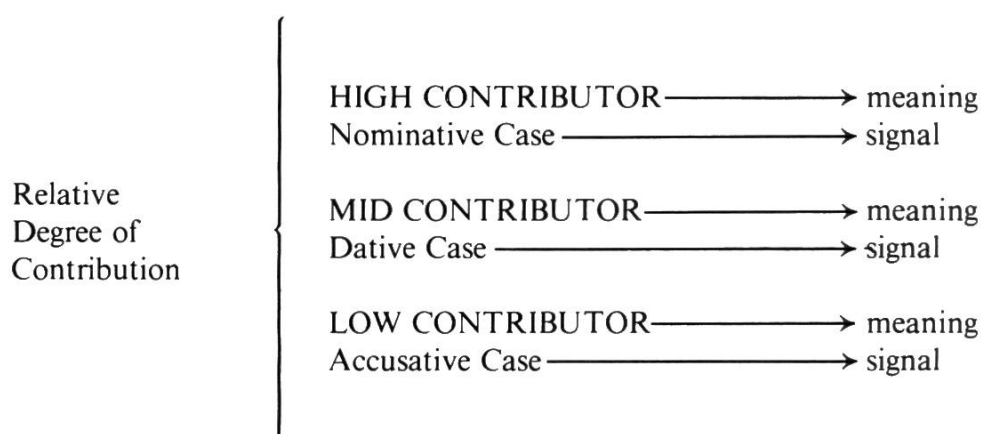 HIGH CONTRIBUTOR → meaning
Nominative Case → signal
Relative
Degree of
Contribution
MID CONTRIBUTOR → meaning
Dative Case → signal
LOW CONTRIBUTOR → meaning
Accusative Case → signal